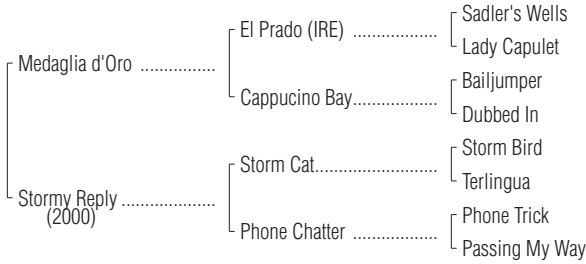 Medaglia d'Oro ................
El Prado (IRE) ..................
Sadler's Wells
Lady Capulet
Cappucino Bay..................
Bailjumper
Dubbed In
Stormy Reply ....................
(2000)
Storm Cat..........................
Storm Bird
Terlingua
Phone Chatter ...................
Phone Trick
Passing My Way